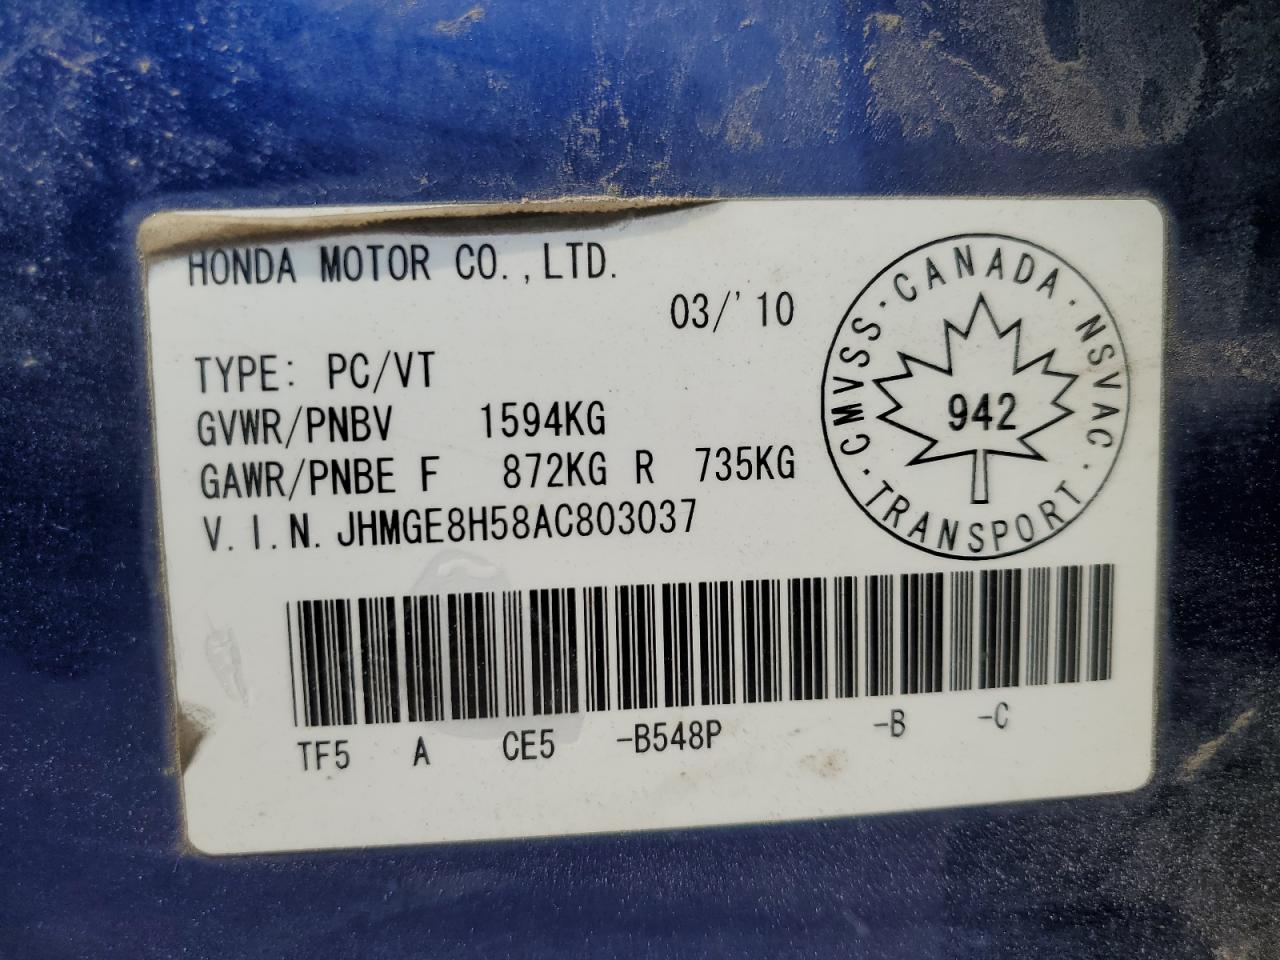 HONDA MOTOR CO.,LTD.
03/'10
TYPE: PC/VT
GVWR/PNBV 1594KG
GAWR/PNBE F 872KG R 735KG
V.I.N. JHMGE8H58AC803037
CANADA · NSVAC · TRANSPORT · CMVSS ·
942
TF5 A CE5 -B548P -B -C